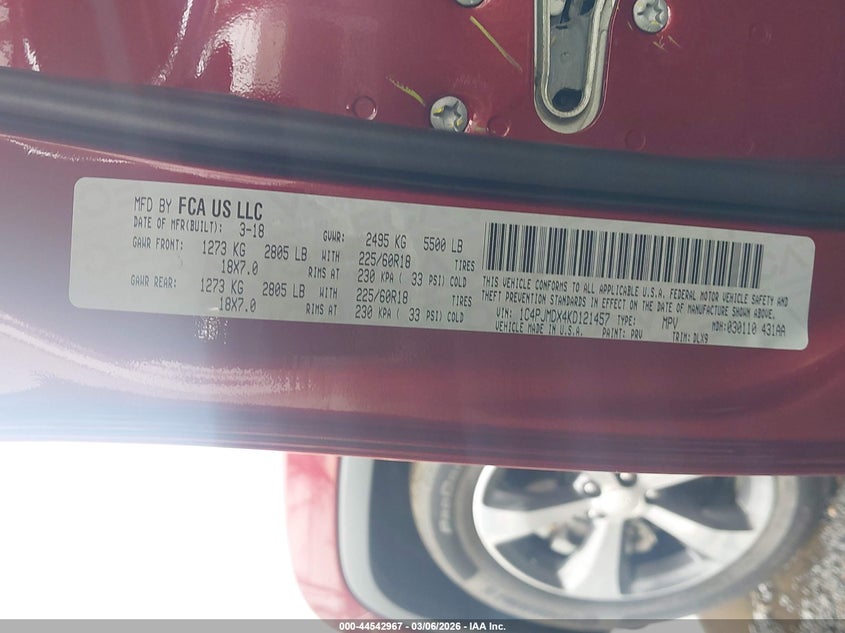 MFD BY FCA US LLC
DATE OF MFR(BUILT): 3-18 GVWR: 2495 KG 5500 LB
GAWR FRONT: 1273 KG 2805 LB WITH 225/60R18 TIRES
18X7.0 RIMS AT 230 KPA ( 33 PSI) COLD
GAWR REAR: 1273 KG 2805 LB WITH 225/60R18 TIRES
18X7.0 RIMS AT 230 KPA ( 33 PSI) COLD
THIS VEHICLE CONFORMS TO ALL APPLICABLE U.S.A. FEDERAL MOTOR VEHICLE SAFETY AND
THEFT PREVENTION STANDARDS IN EFFECT ON THE DATE OF MANUFACTURE SHOWN ABOVE.
VIN: 1C4PJMDX4KD121457 TYPE: MPV MDH:030110 431AA
VEHICLE MADE IN U.S.A. PAINT: PRV TRIM: DLX9
000-44542967 - 03/06/2026 - IAA Inc.